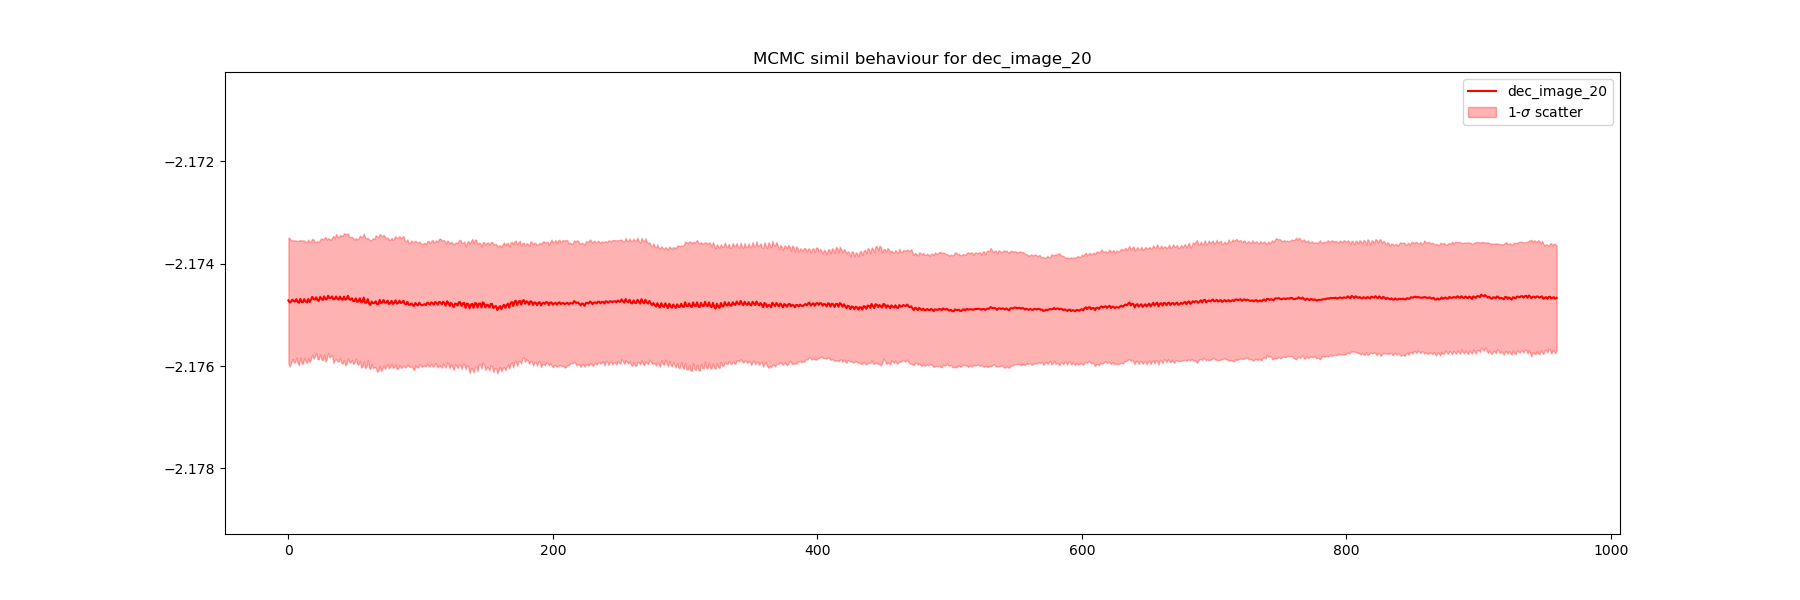 MCMC simil behaviour for dec_image_20
dec_image_20
1-σ scatter
−2.172
−2.174
−2.176
−2.178
0 200 400 600 800 1000